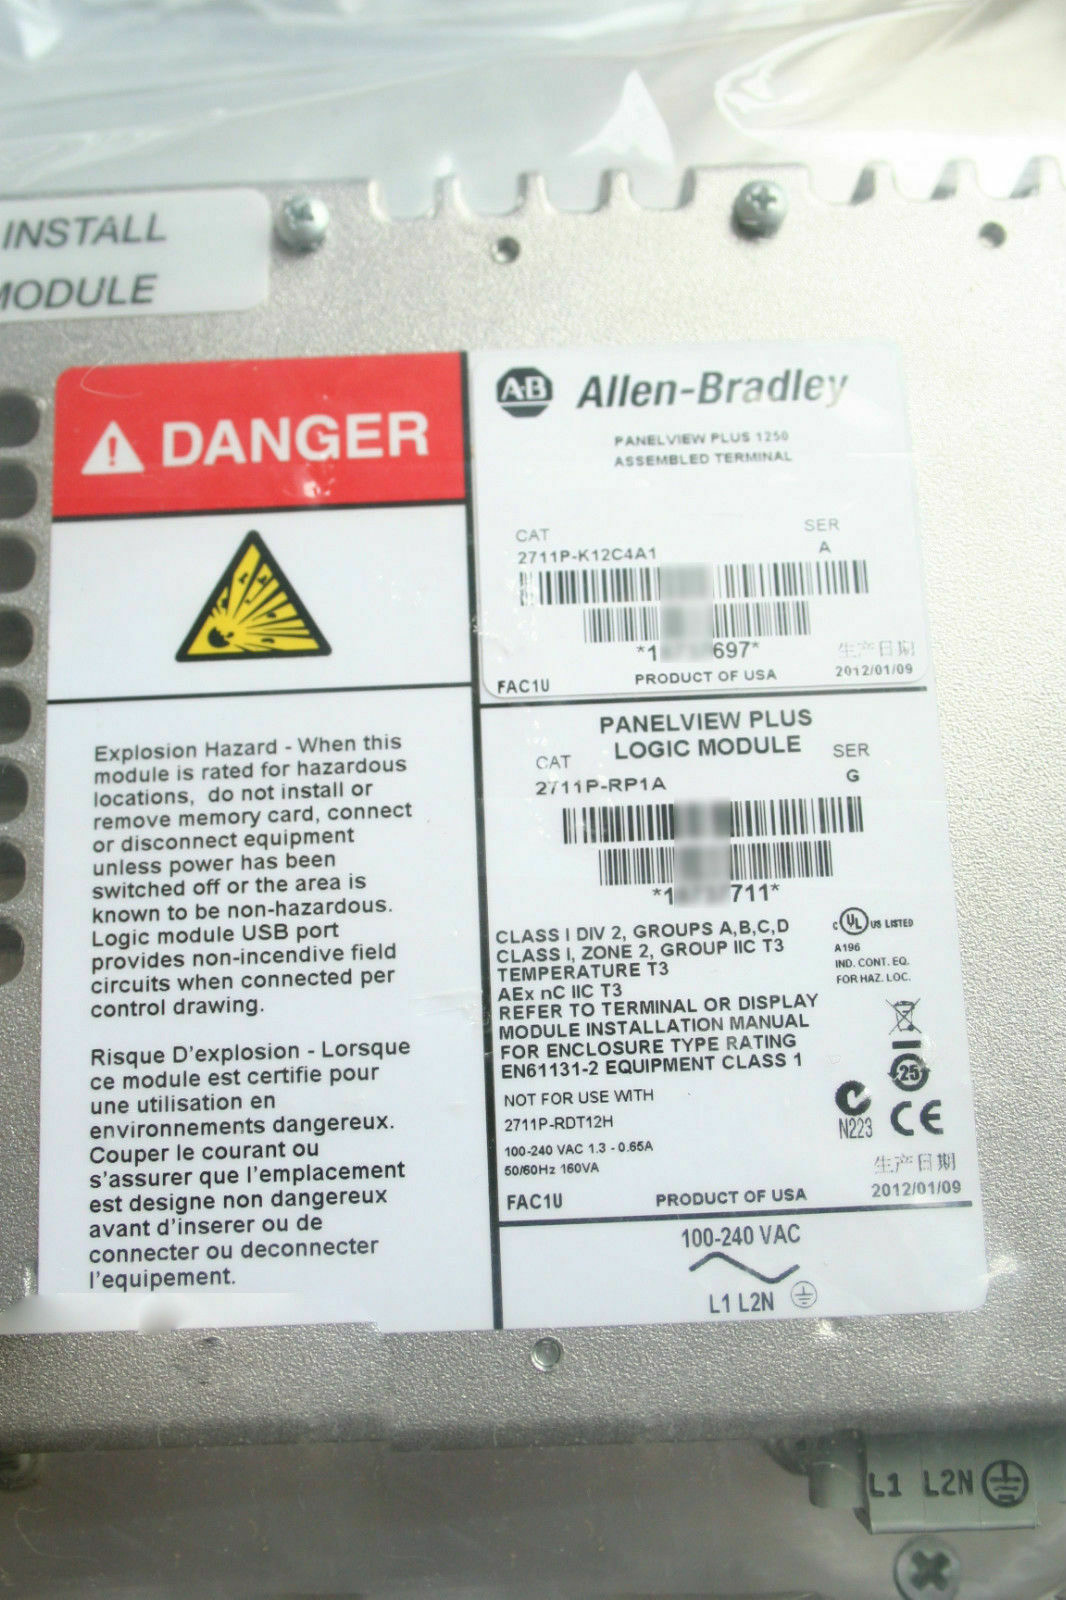 INSTALL
MODULE
DANGER
Explosion Hazard - When this
module is rated for hazardous
locations, do not install or
remove memory card, connect
or disconnect equipment
unless power has been
switched off or the area is
known to be non-hazardous.
Logic module USB port
provides non-incendive field
circuits when connected per
control drawing.
Risque D'explosion - Lorsque
ce module est certifie pour
une utilisation en
environnements dangereux.
Couper le courant ou
s'assurer que l'emplacement
est designe non dangereux
avant d'inserer ou de
connecter ou deconnecter
l'equipement.
A-B Allen-Bradley
PANELVIEW PLUS 1250
ASSEMBLED TERMINAL
CAT SER
2711P-K12C4A1 A
*1 697*
生产日期
FAC1U PRODUCT OF USA 2012/01/09
PANELVIEW PLUS
LOGIC MODULE
CAT SER
2711P-RP1A G
*1 711*
CLASS I DIV 2, GROUPS A,B,C,D
CLASS I, ZONE 2, GROUP IIC T3
TEMPERATURE T3
AEx nC IIC T3
REFER TO TERMINAL OR DISPLAY
MODULE INSTALLATION MANUAL
FOR ENCLOSURE TYPE RATING
EN61131-2 EQUIPMENT CLASS 1
NOT FOR USE WITH
2711P-RDT12H
100-240 VAC 1.3 - 0.65A
50/60Hz 160VA
C UL US LISTED
A196
IND. CONT. EQ.
FOR HAZ. LOC.
25
N223
CE
生产日期
FAC1U PRODUCT OF USA 2012/01/09
100-240 VAC
L1 L2N
L1 L2N